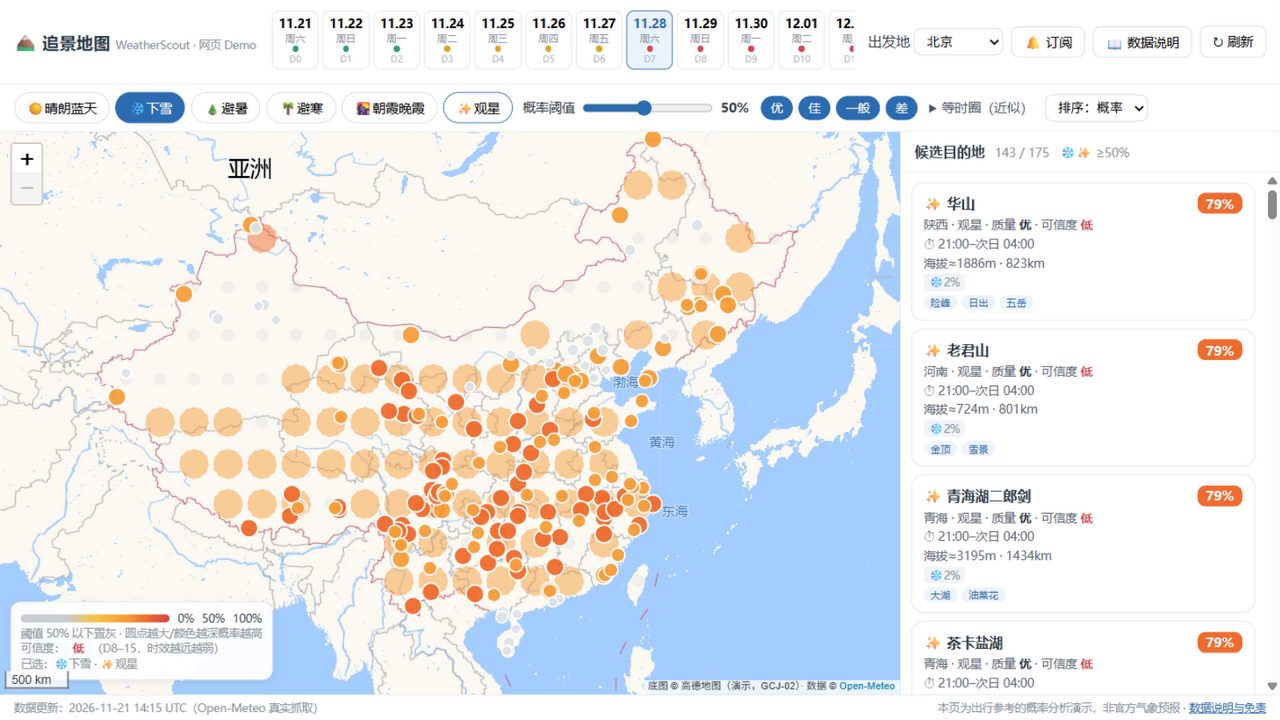 追景地图 WeatherScout · 网页 Demo
11.21 周六 D0
11.22 周日 D1
11.23 周一 D2
11.24 周二 D3
11.25 周三 D4
11.26 周四 D5
11.27 周五 D6
11.28 周六 D7
11.29 周日 D8
11.30 周一 D9
12.01 周二 D10
出发地 北京 订阅 数据说明 ↻ 刷新
晴朗蓝天 下雪 避暑 避寒 朝霞晚霞 观星 概率阈值 50% 优 佳 一般 差 ▶ 等时圈（近似） 排序：概率
+
−
亚洲
渤海
黄海
东海
0% 50% 100%
阈值 50% 以下置灰 · 圆点越大/颜色越深概率越高
可信度： 低 （D8–15，时效越远越弱）
已选： 下雪 · 观星
500 km
底图 © 高德地图（演示，GCJ-02）· 数据 © Open-Meteo
候选目的地 143 / 175 ≥50%
华山 79%
陕西 · 观星 · 质量 优 · 可信度 低
21:00–次日 04:00
海拔≈1886m · 823km
2%
险峰 日出 五岳
老君山 79%
河南 · 观星 · 质量 优 · 可信度 低
21:00–次日 04:00
海拔≈724m · 801km
2%
金顶 雪景
青海湖二郎剑 79%
青海 · 观星 · 质量 优 · 可信度 低
21:00–次日 04:00
海拔≈3195m · 1434km
2%
大湖 油菜花
茶卡盐湖 79%
青海 · 观星 · 质量 优 · 可信度 低
21:00–次日 04:00
数据更新：2026-11-21 14:15 UTC（Open-Meteo 真实抓取）
本页为出行参考的概率分析演示，非官方气象预报 · 数据说明与免责